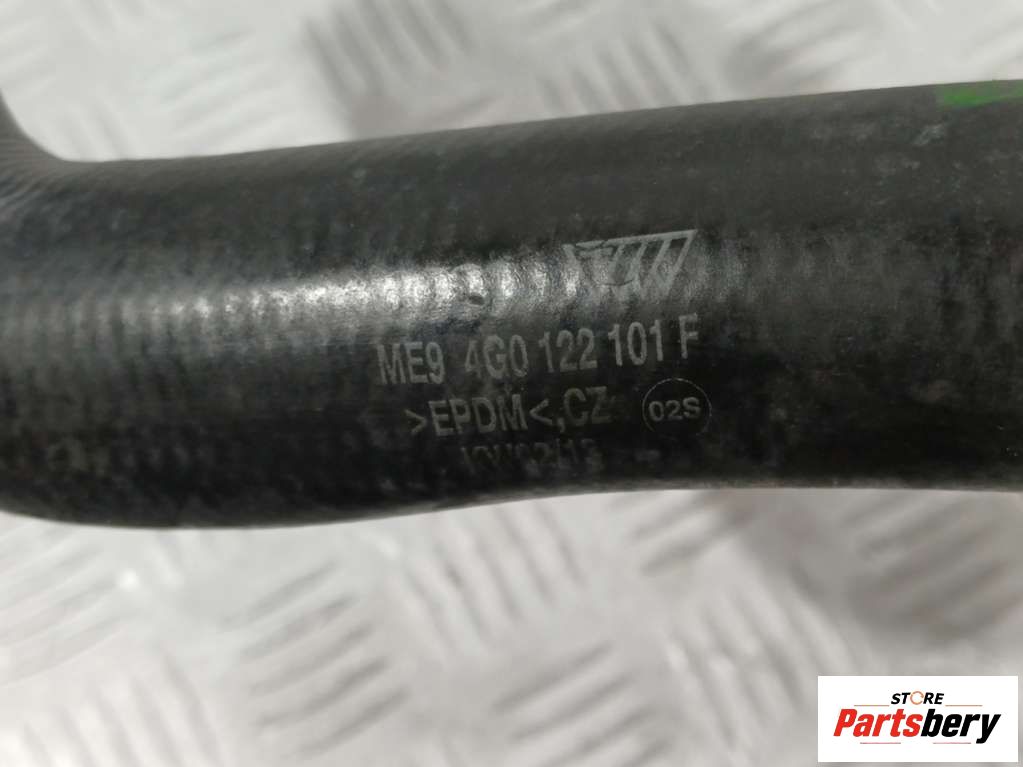 ME9 4G0 122 101 F
>EPDM<,CZ 02S
STORE
Partsbery